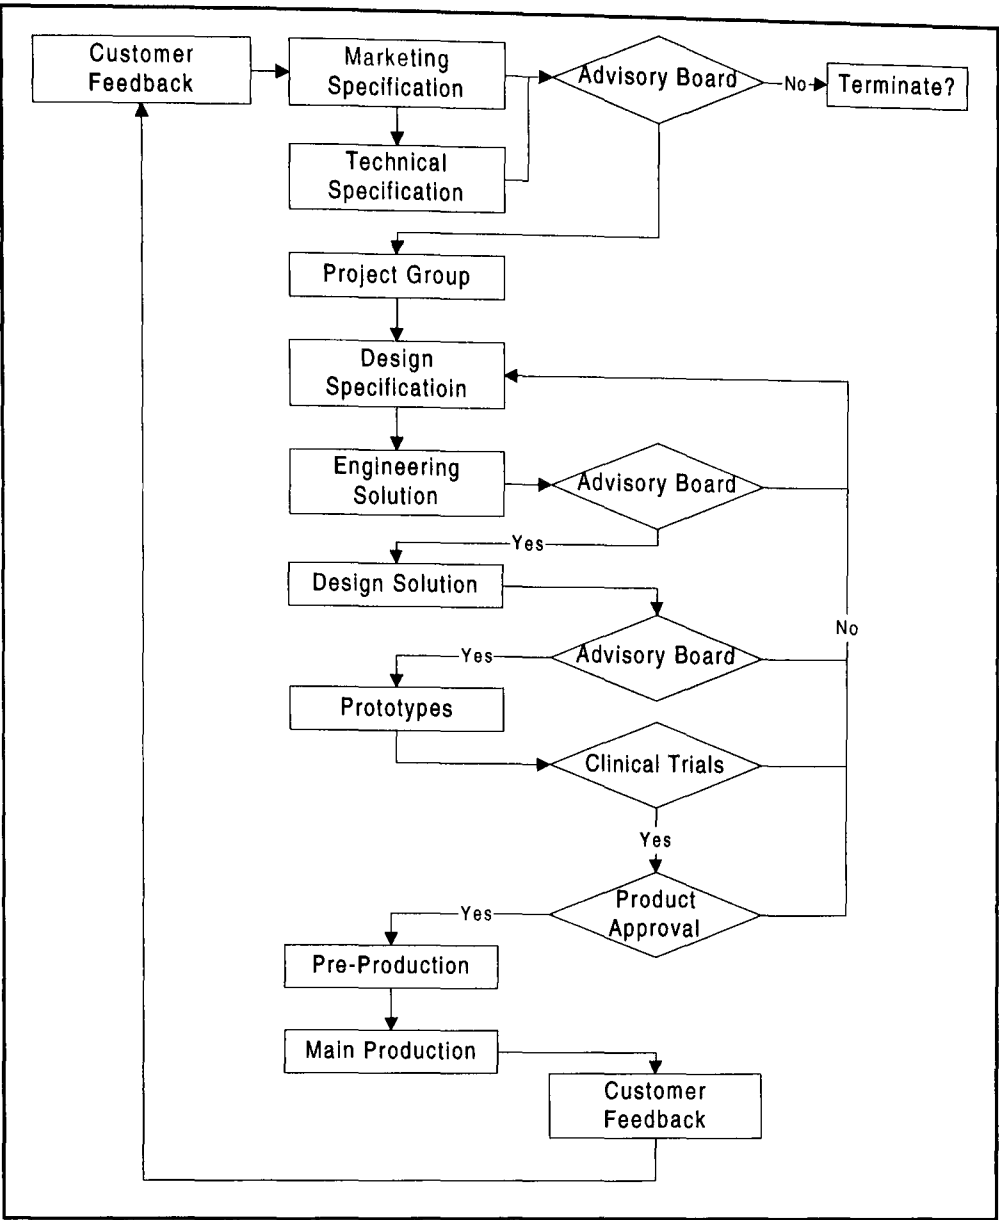 Customer
Feedback
Marketing
Specification
Advisory Board
No
Terminate?
Technical
Specification
Project Group
Design
Specificatioin
Engineering
Solution
Advisory Board
Yes
Design Solution
No
Advisory Board
Yes
Prototypes
Clinical Trials
Yes
Product
Approval
Yes
Pre-Production
Main Production
Customer
Feedback